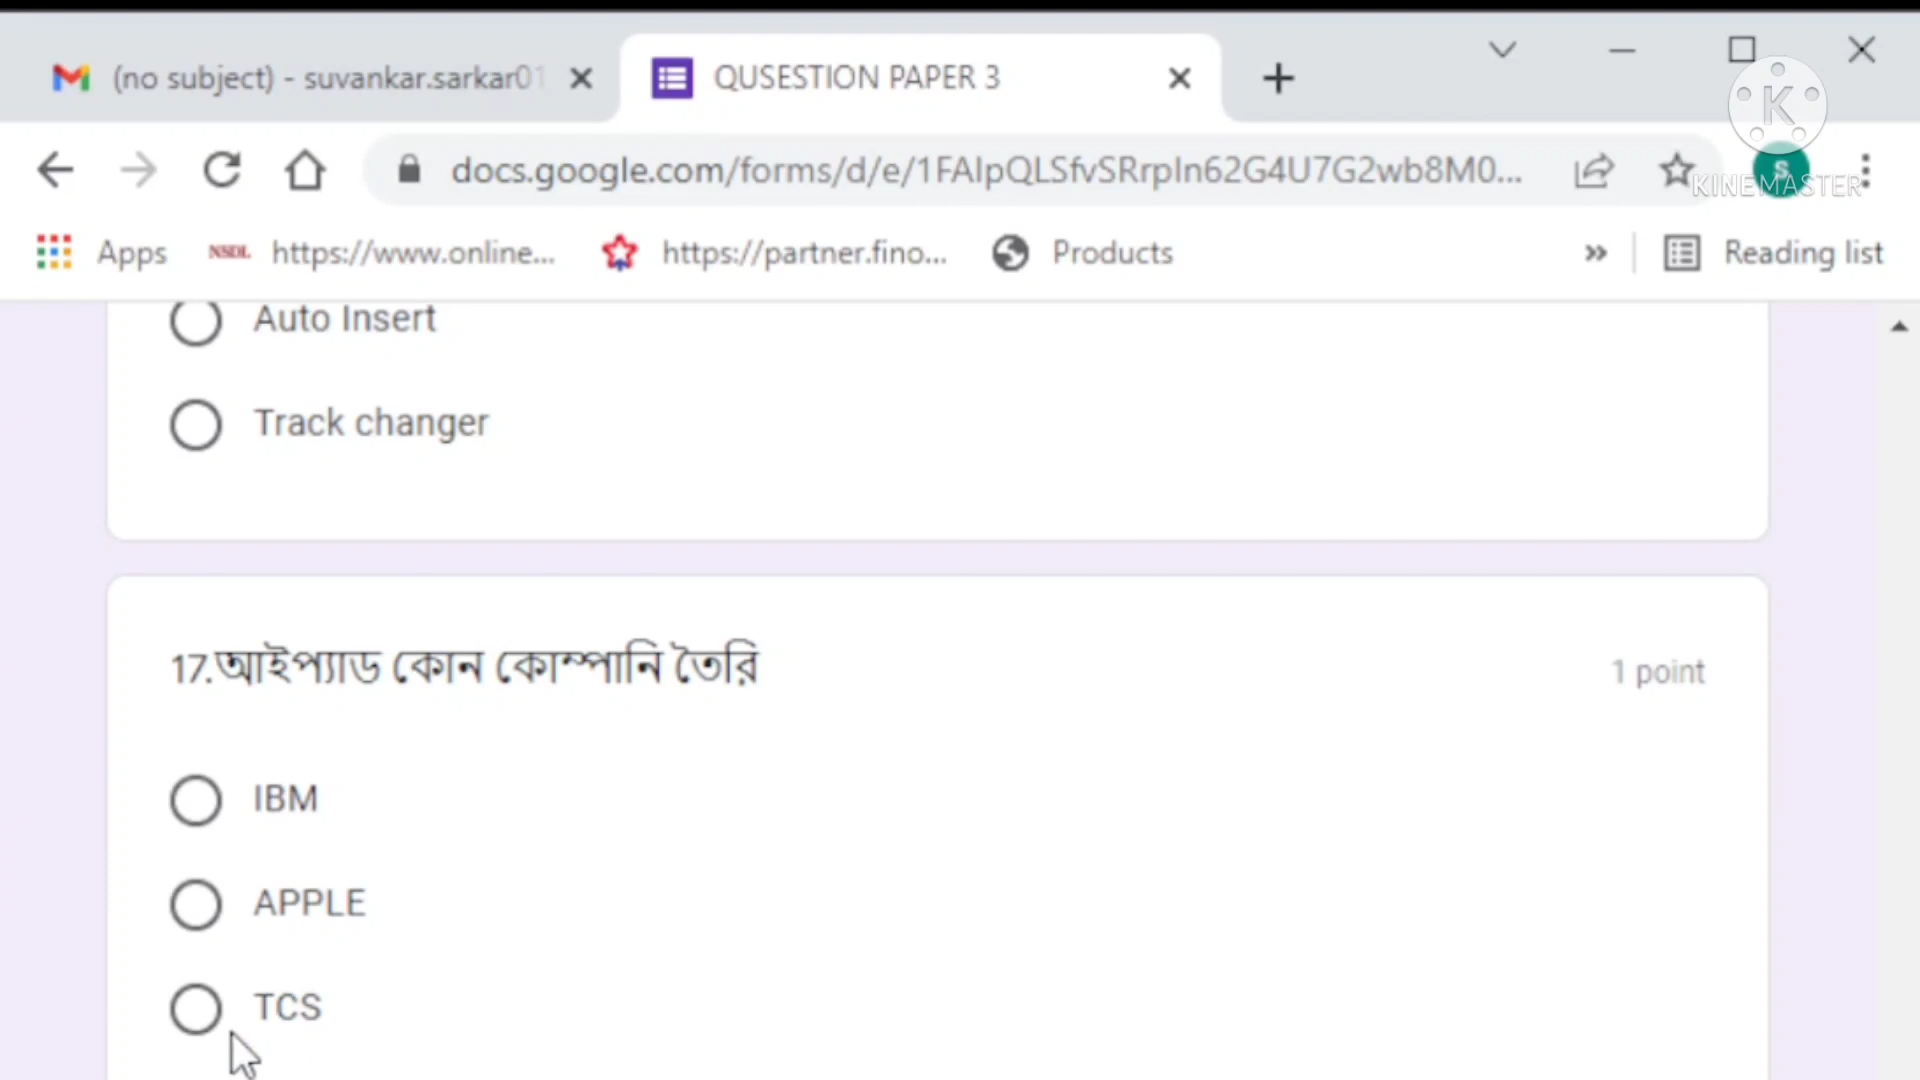 (no subject) - suvankar.sarkar01
QUSESTION PAPER 3
K
docs.google.com/forms/d/e/1FAIpQLSfvSRrpIn62G4U7G2wb8M0...
S
KINEMASTER
Apps
NSDL https://www.online...
https://partner.fino...
Products
»
Reading list
Auto Insert
Track changer
17.আইপ্যাড কোন কোম্পানি তৈরি
1 point
IBM
APPLE
TCS